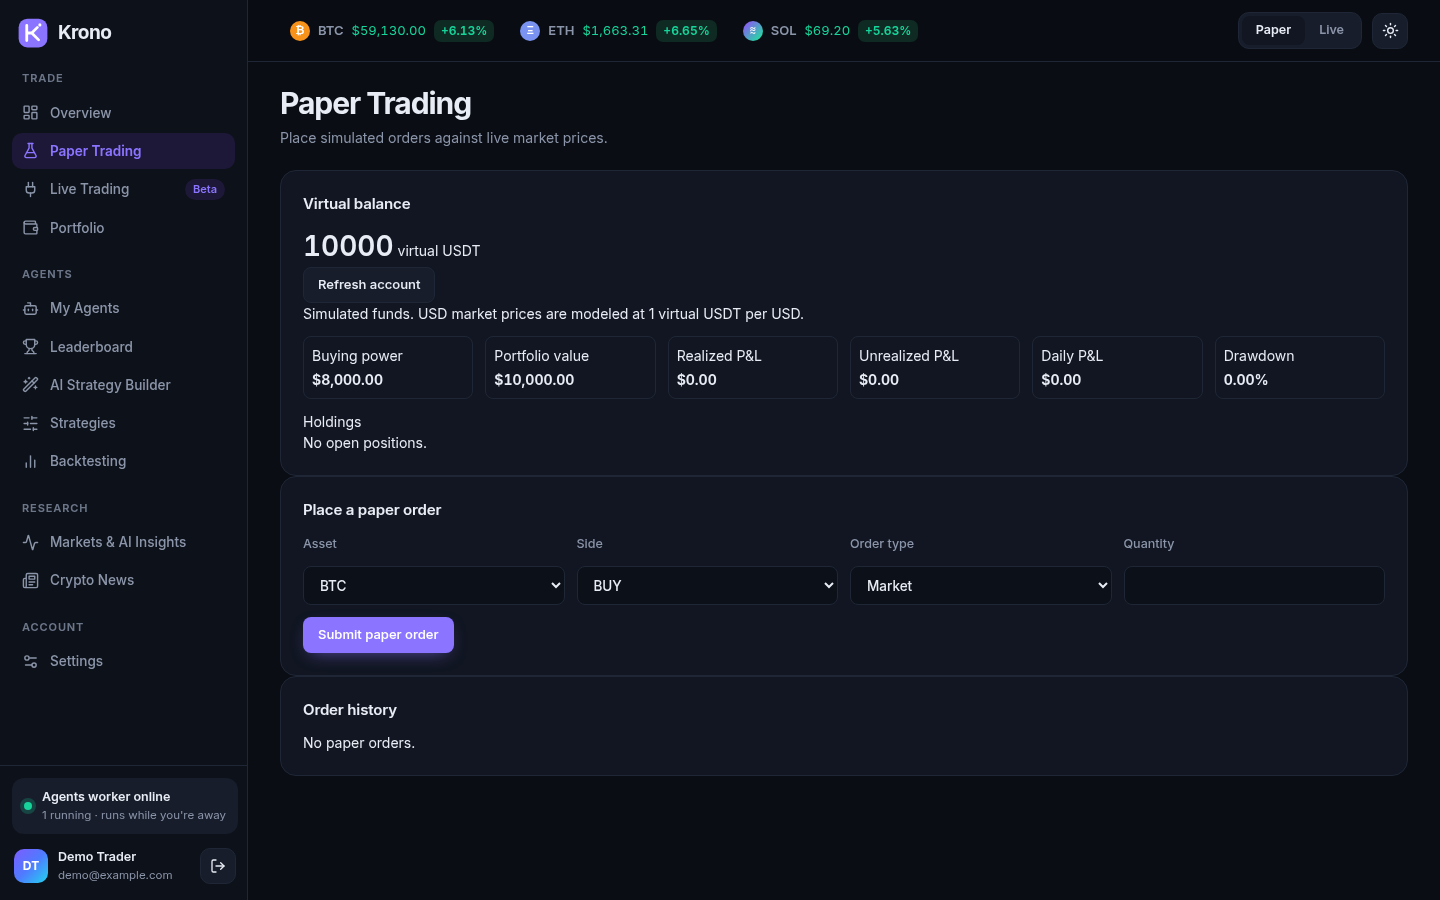 Krono
BTC $59,130.00 +6.13% ETH $1,663.31 +6.65% SOL $69.20 +5.63%
Paper Live
TRADE
Overview
Paper Trading
Live Trading Beta
Portfolio
AGENTS
My Agents
Leaderboard
AI Strategy Builder
Strategies
Backtesting
RESEARCH
Markets & AI Insights
Crypto News
ACCOUNT
Settings
Agents worker online
1 running · runs while you're away
DT Demo Trader
demo@example.com
Paper Trading
Place simulated orders against live market prices.
Virtual balance
10000 virtual USDT
Refresh account
Simulated funds. USD market prices are modeled at 1 virtual USDT per USD.
Buying power Portfolio value Realized P&L Unrealized P&L Daily P&L Drawdown
$8,000.00 $10,000.00 $0.00 $0.00 $0.00 0.00%
Holdings
No open positions.
Place a paper order
Asset Side Order type Quantity
BTC BUY Market
Submit paper order
Order history
No paper orders.